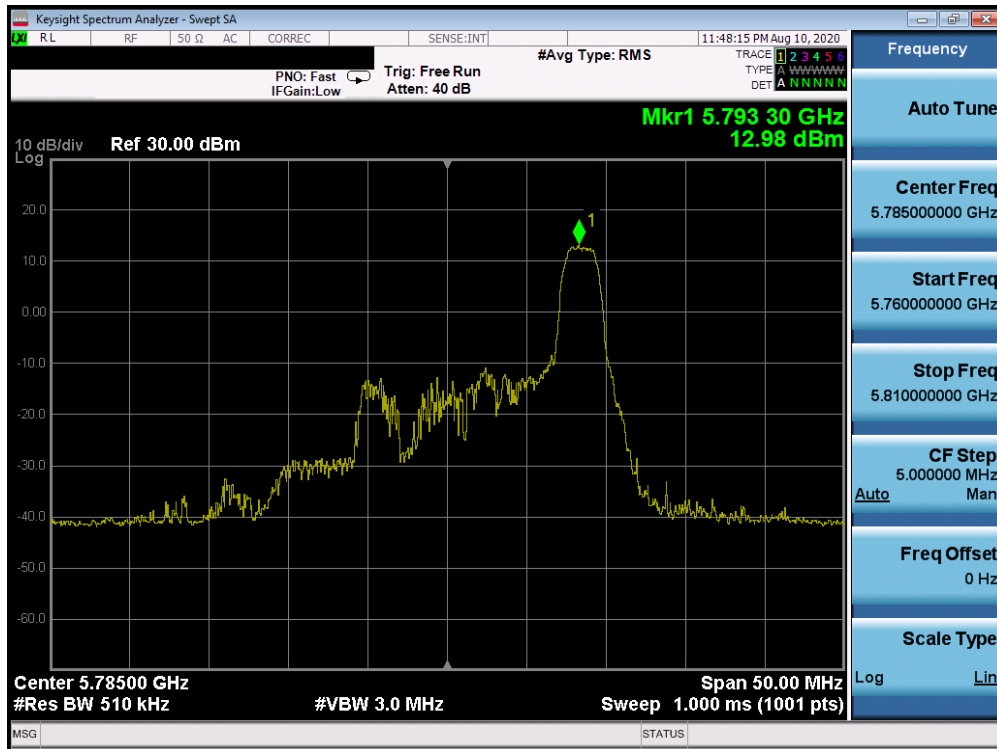 Keysight Spectrum Analyzer - Swept SA
LXI RL RF 50 Ω AC CORREC SENSE:INT 11:48:15 PM Aug 10, 2020
#Avg Type: RMS TRACE 1 2 3 4 5 6
PNO: Fast Trig: Free Run TYPE A WWWWW
IFGain:Low Atten: 40 dB DET A N N N N N
Mkr1 5.793 30 GHz
12.98 dBm
10 dB/div Ref 30.00 dBm
Log
1
20.0
10.0
0.00
-10.0
-20.0
-30.0
-40.0
-50.0
-60.0
Center 5.78500 GHz Span 50.00 MHz
#Res BW 510 kHz #VBW 3.0 MHz Sweep 1.000 ms (1001 pts)
MSG STATUS
Frequency
Auto Tune
Center Freq
5.785000000 GHz
Start Freq
5.760000000 GHz
Stop Freq
5.810000000 GHz
CF Step
5.000000 MHz
Auto Man
Freq Offset
0 Hz
Scale Type
Log Lin